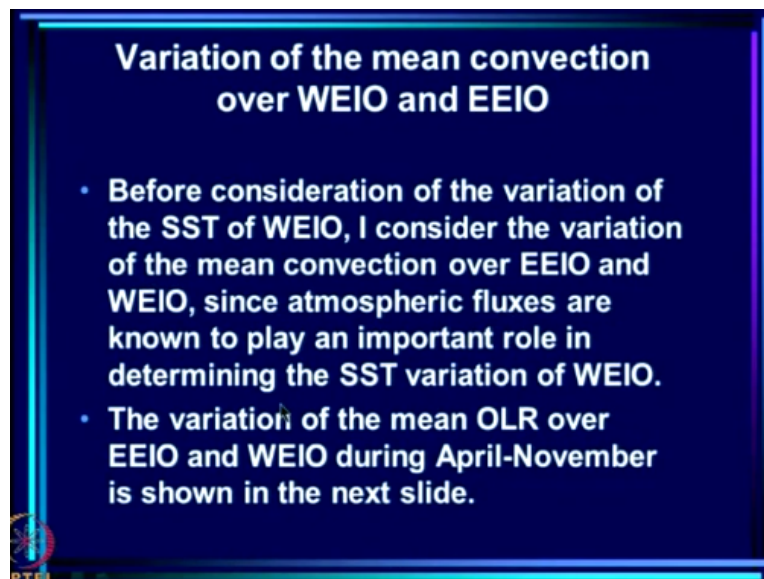 Variation of the mean convection
over WEIO and EEIO
• Before consideration of the variation of
the SST of WEIO, I consider the variation
of the mean convection over EEIO and
WEIO, since atmospheric fluxes are
known to play an important role in
determining the SST variation of WEIO.
• The variation of the mean OLR over
EEIO and WEIO during April-November
is shown in the next slide.